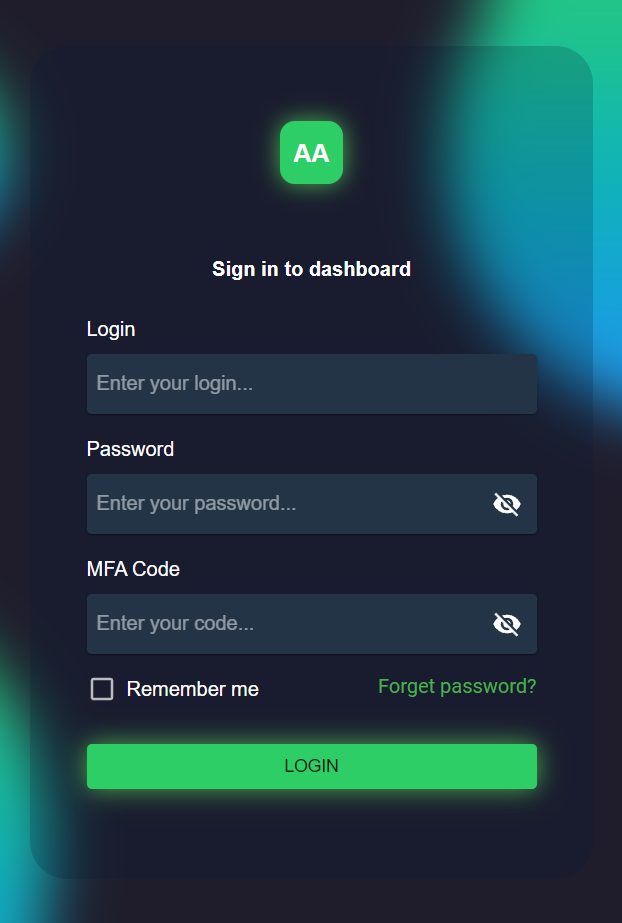 AA
Sign in to dashboard
Login
Enter your login...
Password
Enter your password...
MFA Code
Enter your code...
Remember me
Forget password?
LOGIN